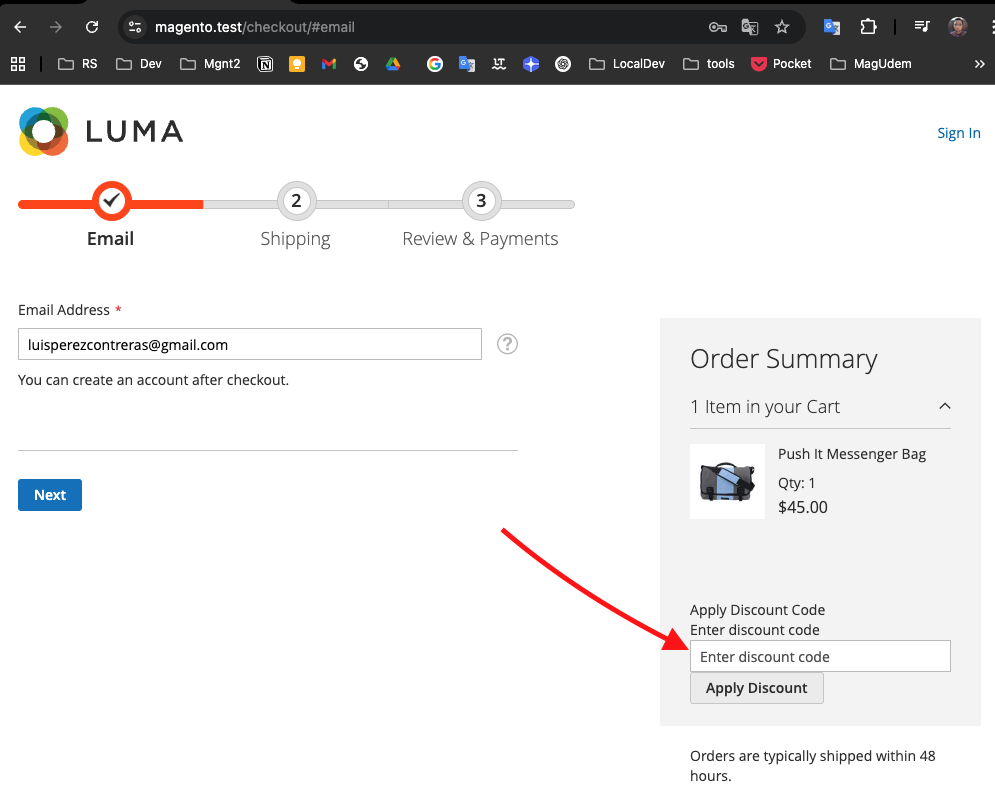 magento.test/checkout/#email
RS
Dev
Mgnt2
LocalDev
tools
Pocket
MagUdem
»
LUMA
Sign In
2
3
Email
Shipping
Review & Payments
Email Address *
luisperezcontreras@gmail.com
?
You can create an account after checkout.
Next
Order Summary
1 Item in your Cart
Push It Messenger Bag
Qty: 1
$45.00
Apply Discount Code
Enter discount code
Enter discount code
Apply Discount
Orders are typically shipped within 48
hours.